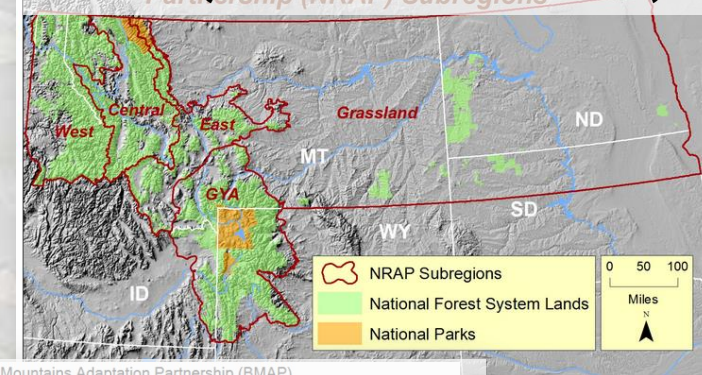 Partnership (NRAP) Subregions
West
Central
East
Grassland
ND
MT
GYA
SD
WY
ID
NRAP Subregions
National Forest System Lands
National Parks
0 50 100
Miles
N
Mountains Adaptation Partnership (BMAP)